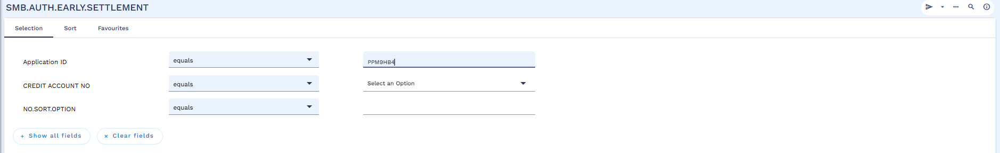 SMB.AUTH.EARLY.SETTLEMENT
Selection Sort Favourites
Application ID equals PPM9HB4
CREDIT ACCOUNT NO equals Select an Option
NO.SORT.OPTION equals
+ Show all fields × Clear fields